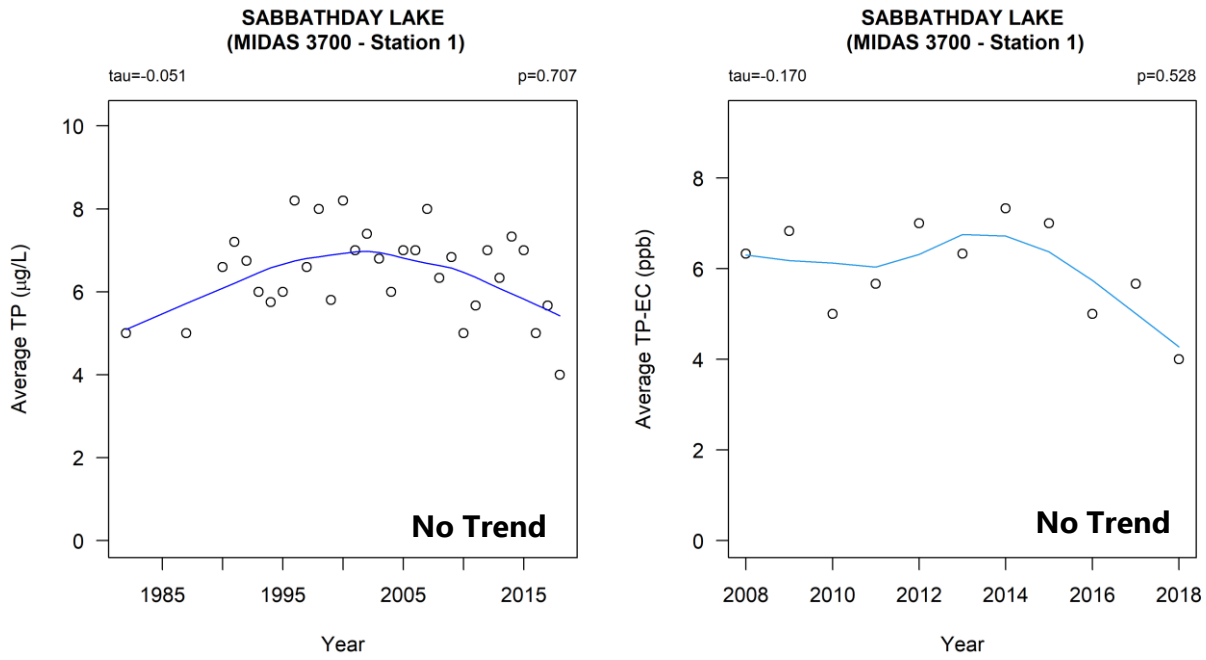 SABBATHDAY LAKE
(MIDAS 3700 - Station 1)
tau=-0.051
p=0.707
10
8
6
4
2
0
Average TP (µg/L)
No Trend
1985
1995
2005
2015
Year
SABBATHDAY LAKE
(MIDAS 3700 - Station 1)
tau=-0.170
p=0.528
8
6
4
2
0
Average TP-EC (ppb)
No Trend
2008
2010
2012
2014
2016
2018
Year